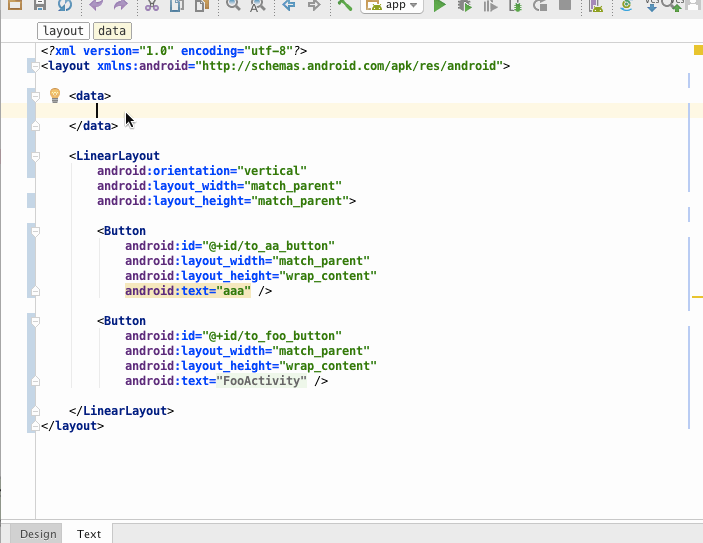 app
VCS VCS
layout data
<?xml version="1.0" encoding="utf-8"?>
<layout xmlns:android="http://schemas.android.com/apk/res/android">
<data>
</data>
<LinearLayout
android:orientation="vertical"
android:layout_width="match_parent"
android:layout_height="match_parent">
<Button
android:id="@+id/to_aa_button"
android:layout_width="match_parent"
android:layout_height="wrap_content"
android:text="aaa" />
<Button
android:id="@+id/to_foo_button"
android:layout_width="match_parent"
android:layout_height="wrap_content"
android:text="FooActivity" />
</LinearLayout>
</layout>
Design Text